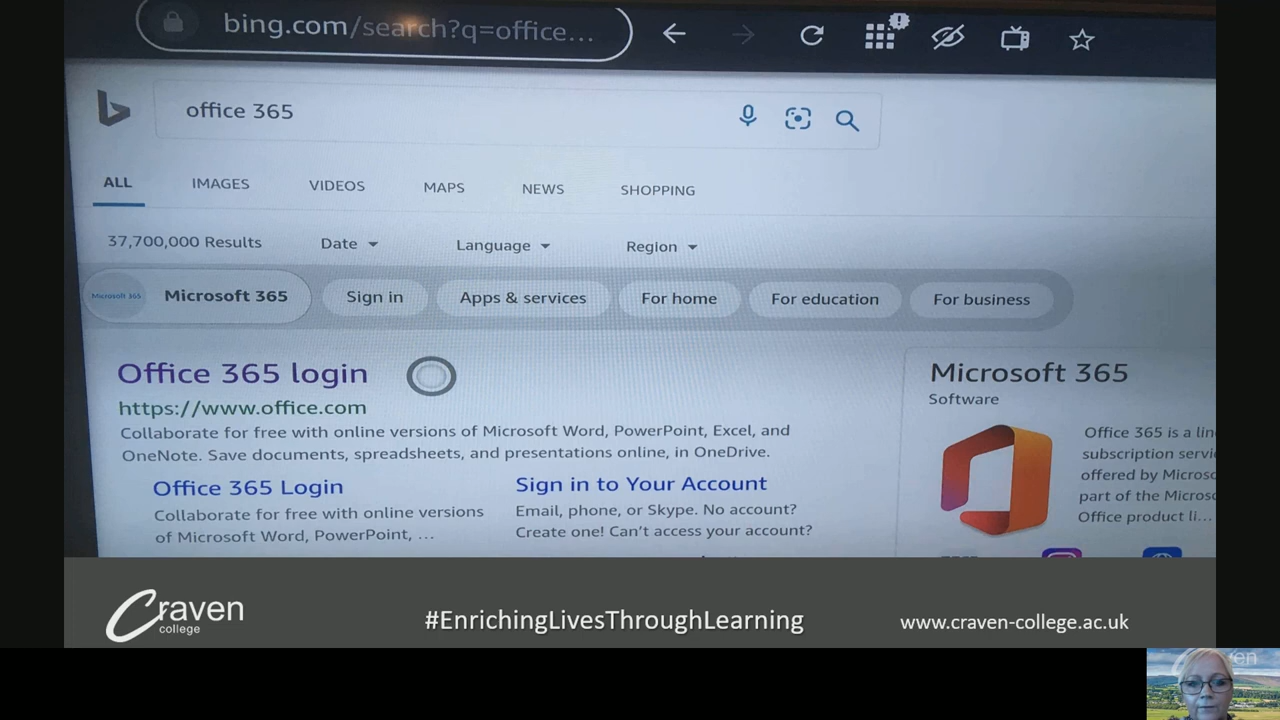 bing.com/search?q=office...
office 365
ALL IMAGES VIDEOS MAPS NEWS SHOPPING
37,700,000 Results Date Language Region
Microsoft 365 Microsoft 365 Sign in Apps & services For home For education For business
Office 365 login
https://www.office.com
Collaborate for free with online versions of Microsoft Word, PowerPoint, Excel, and
OneNote. Save documents, spreadsheets, and presentations online, in OneDrive.
Office 365 Login
Collaborate for free with online versions
of Microsoft Word, PowerPoint, ...
Sign in to Your Account
Email, phone, or Skype. No account?
Create one! Can't access your account?
Microsoft 365
Software
Office 365 is a lin
subscription servi
offered by Microso
part of the Microso
Office product li...
Craven
college
#EnrichingLivesThroughLearning
www.craven-college.ac.uk
en